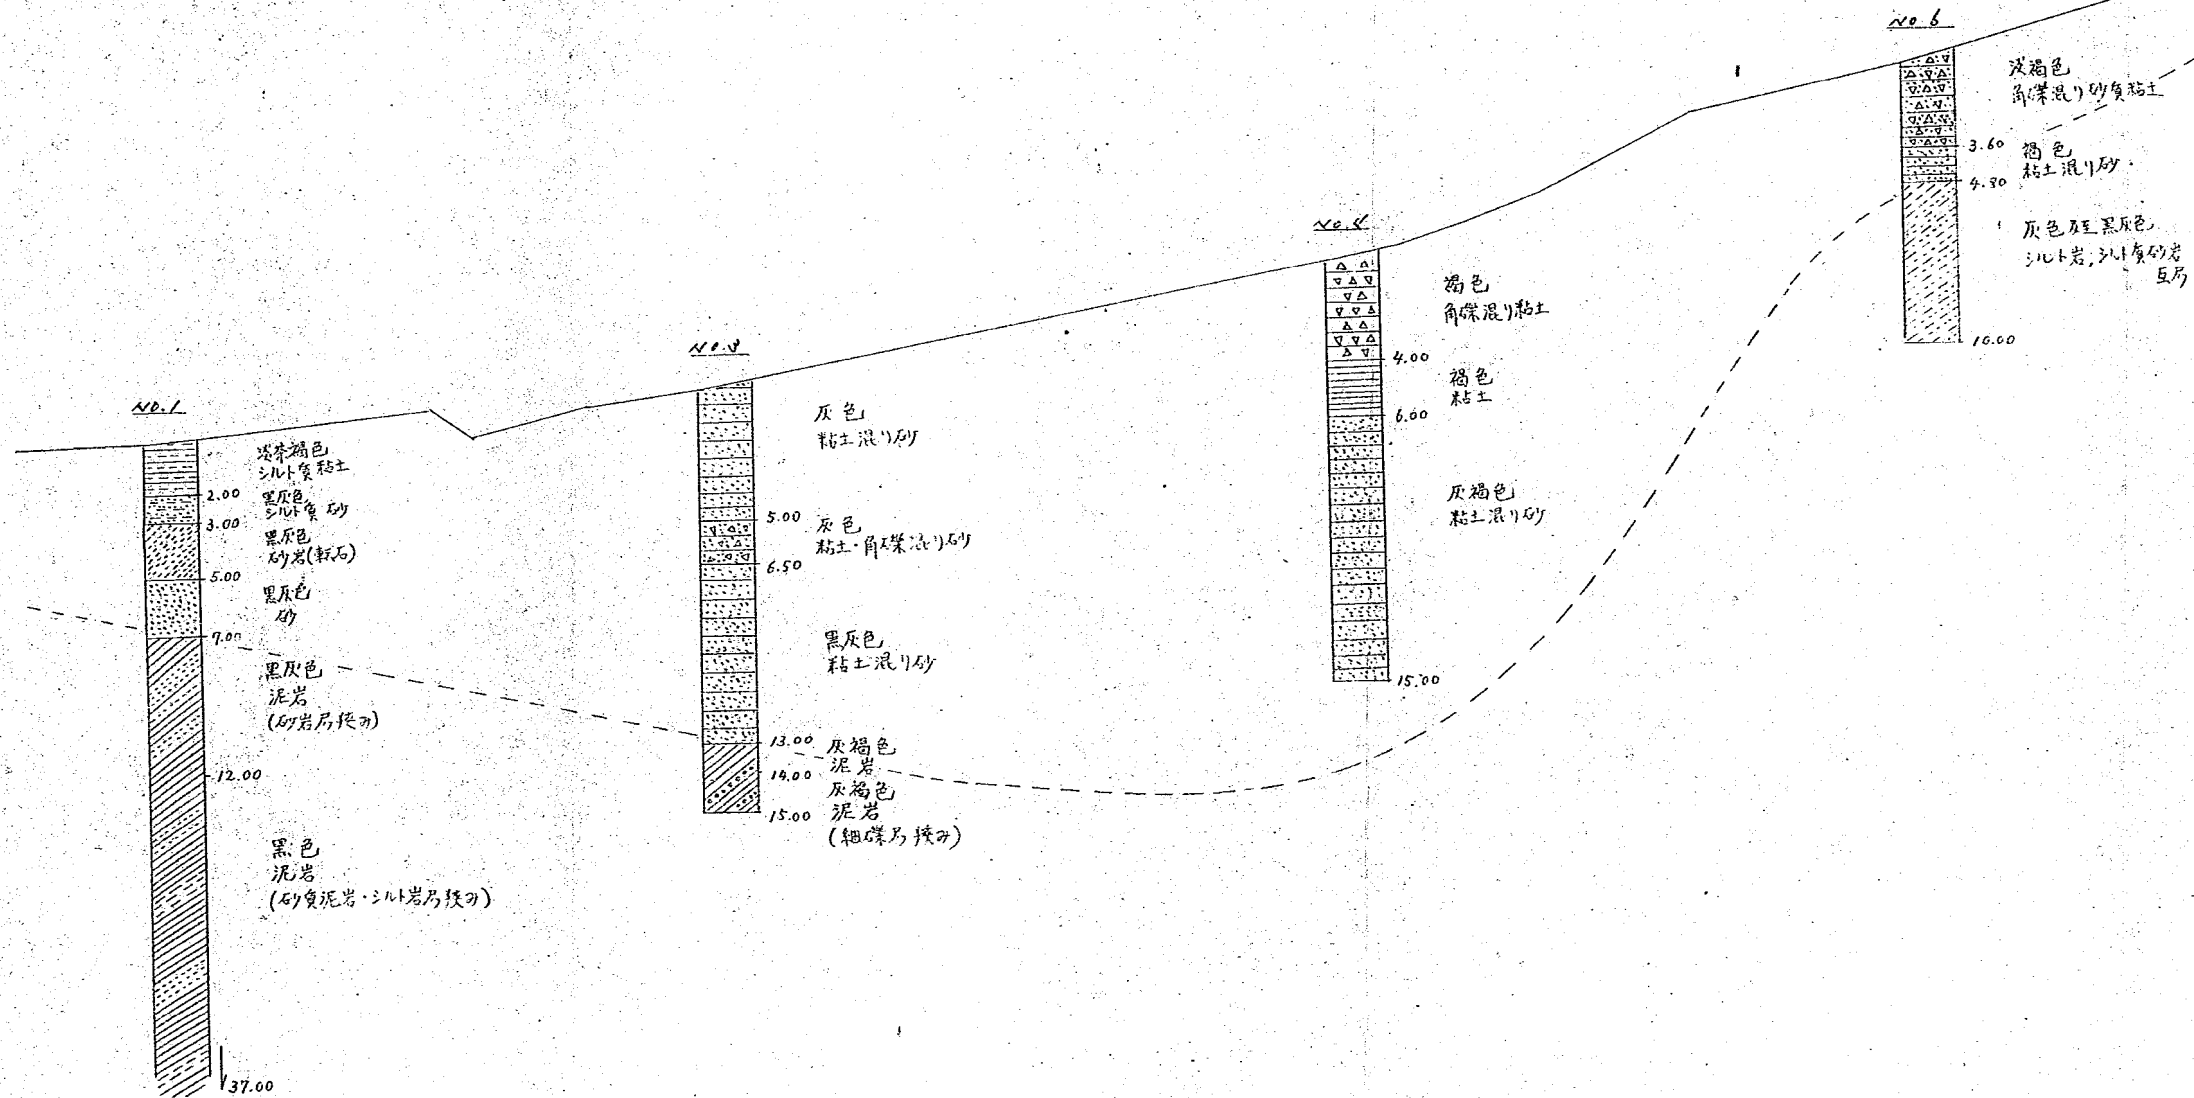 No.1
淡茶褐色
シルト質粘土
2.00
黒灰色
シルト質砂
3.00
黒灰色
砂岩(転石)
5.00
黒灰色
砂
7.00
黒灰色
泥岩
(砂岩層挟み)
12.00
黒色
泥岩
(砂質泥岩・シルト岩層挟み)
37.00
No.3
灰色
粘土混り砂
5.00
灰色
粘土・角礫混り砂
6.50
黒灰色
粘土混り砂
13.00
灰褐色
泥岩
14.00
灰褐色
泥岩
(細礫层挟み)
15.00
褐色
角礫混り粘土
4.00
褐色
粘土
6.00
灰褐色
粘土混り砂
15.00
No.6
淡褐色
角礫混り砂質粘土
3.60
褐色
粘土混り砂
4.80
灰色乃至黒灰色
シルト岩,シルト質砂岩
互层
10.00